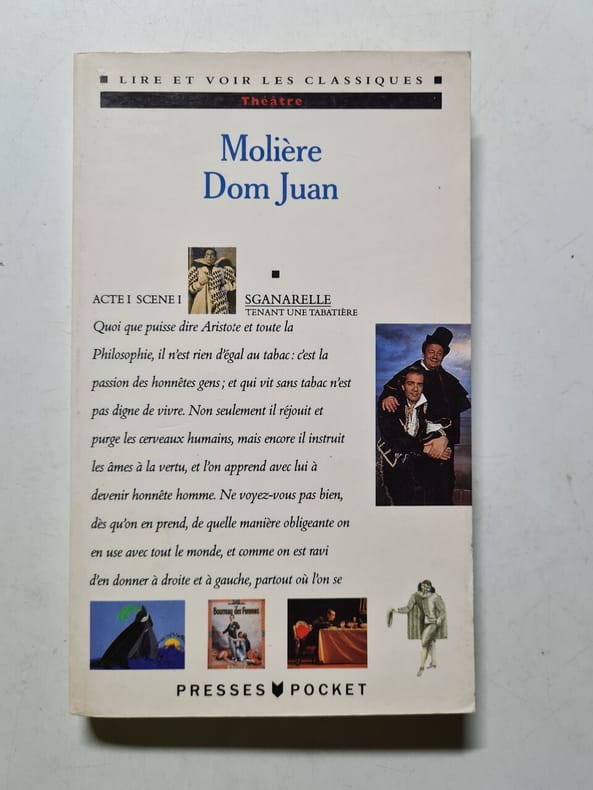 LIRE ET VOIR LES CLASSIQUES
Théâtre
Molière
Dom Juan
ACTE I SCENE I
SGANARELLE
TENANT UNE TABATIÈRE
Quoi que puisse dire Aristote et toute la
Philosophie, il n'est rien d'égal au tabac : c'est la
passion des honnêtes gens ; et qui vit sans tabac n'est
pas digne de vivre. Non seulement il réjouit et
purge les cerveaux humains, mais encore il instruit
les âmes à la vertu, et l'on apprend avec lui à
devenir honnête homme. Ne voyez-vous pas bien,
dès qu'on en prend, de quelle manière obligeante on
en use avec tout le monde, et comme on est ravi
d'en donner à droite et à gauche, partout où l'on se
Bourreau des Femmes
PRESSES POCKET